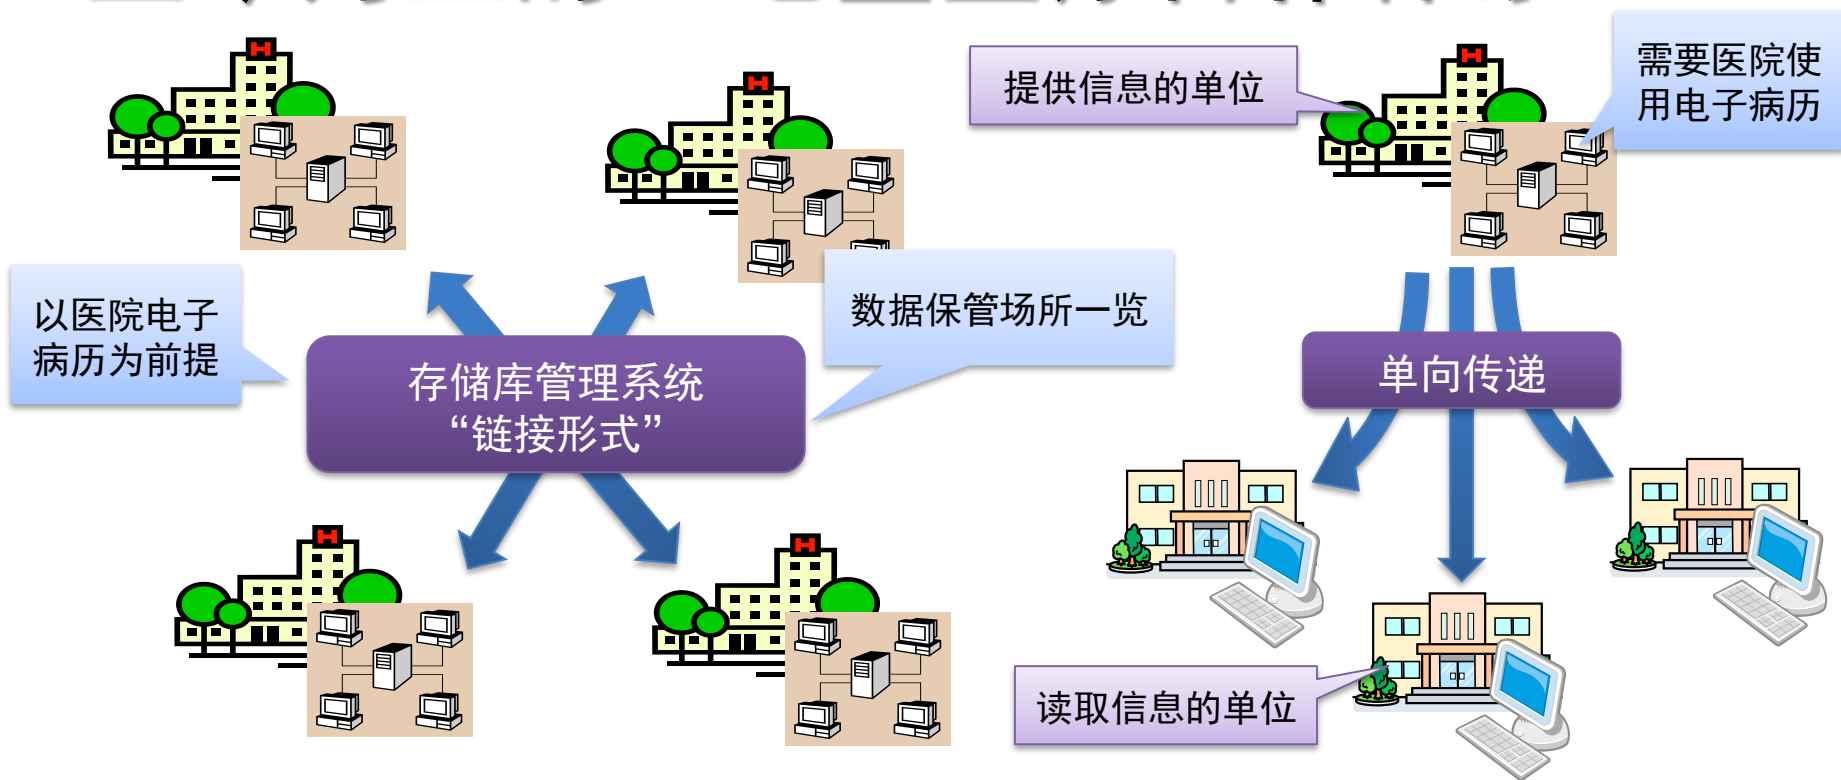 提供信息的单位
需要医院使
用电子病历
以医院电子
病历为前提
数据保管场所一览
存储库管理系统
“链接形式”
单向传递
读取信息的单位
H
H
H
H
H